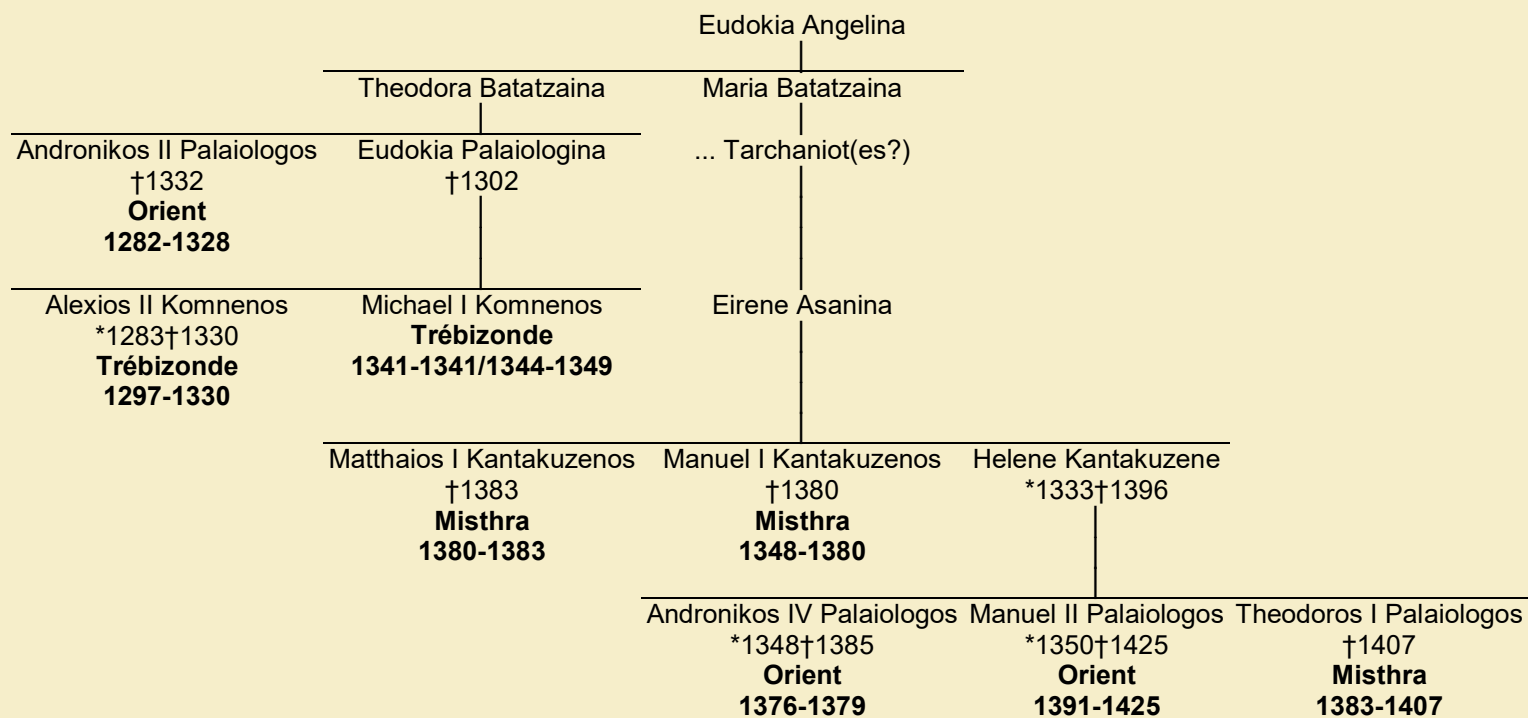 Eudokia Angelina
Theodora Batatzaina Maria Batatzaina
Andronikos II Palaiologos Eudokia Palaiologina ... Tarchaniot(es?)
†1332 †1302
Orient
1282-1328
Alexios II Komnenos Michael I Komnenos Eirene Asanina
*1283†1330 Trébizonde
Trébizonde 1341-1341/1344-1349
1297-1330
Matthaios I Kantakuzenos Manuel I Kantakuzenos Helene Kantakuzene
†1383 †1380 *1333†1396
Misthra Misthra
1380-1383 1348-1380
Andronikos IV Palaiologos Manuel II Palaiologos Theodoros I Palaiologos
*1348†1385 *1350†1425 †1407
Orient Orient Misthra
1376-1379 1391-1425 1383-1407